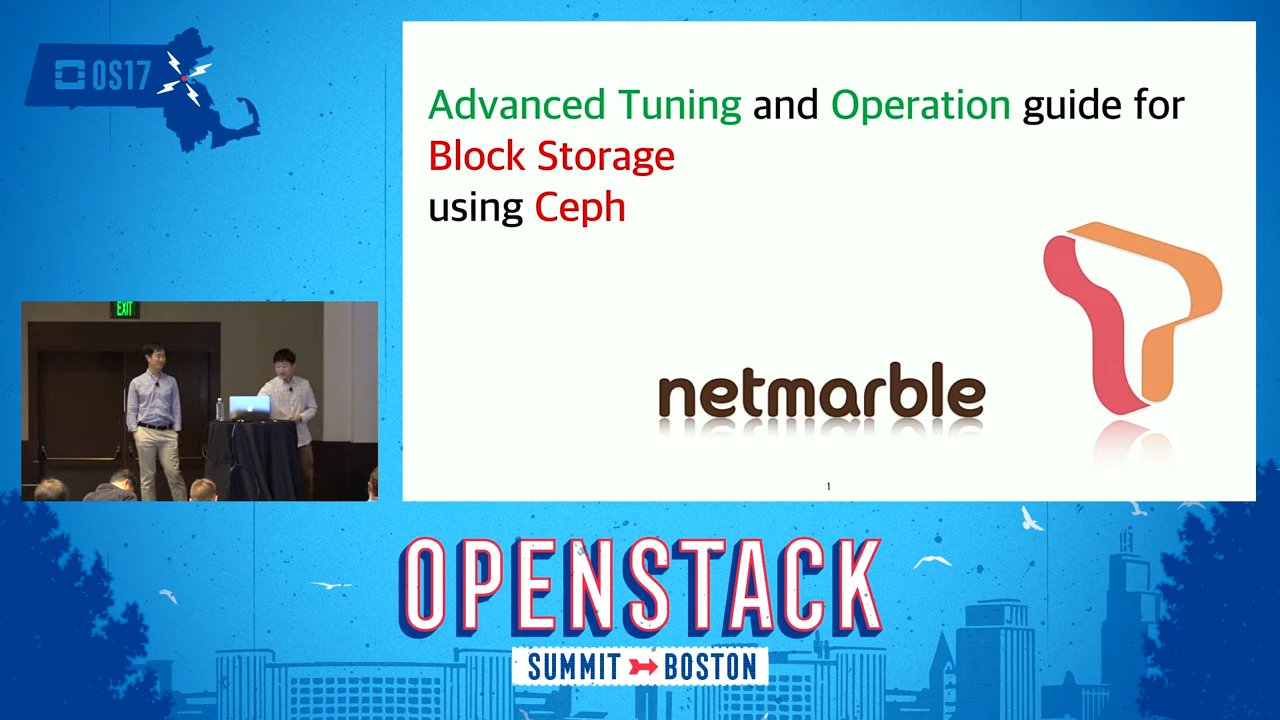 OS17
Advanced Tuning and Operation guide for
Block Storage
using Ceph
netmarble
1
EXIT
OPENSTACK
SUMMIT BOSTON